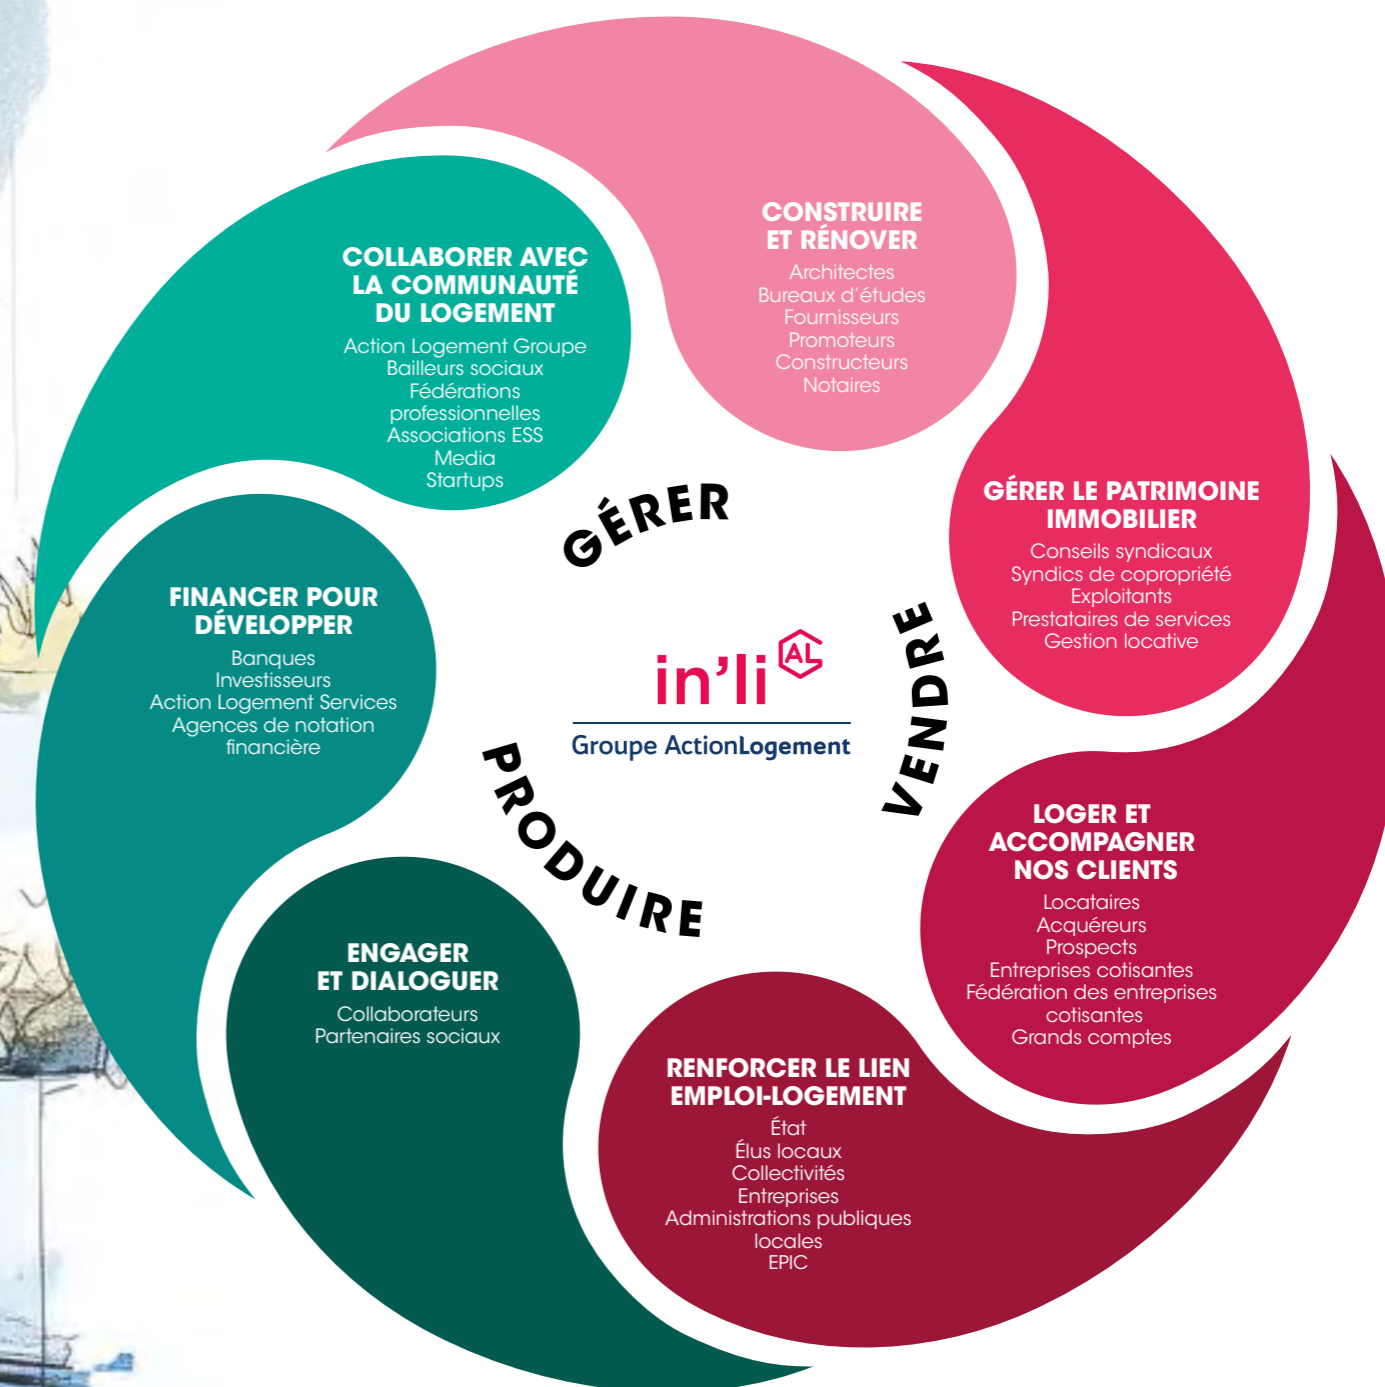 CONSTRUIRE
ET RÉNOVER
Architectes
Bureaux d'études
Fournisseurs
Promoteurs
Constructeurs
Notaires
GÉRER LE PATRIMOINE
IMMOBILIER
Conseils syndicaux
Syndics de copropriété
Exploitants
Prestataires de services
Gestion locative
LOGER ET
ACCOMPAGNER
NOS CLIENTS
Locataires
Acquéreurs
Prospects
Entreprises cotisantes
Fédération des entreprises
cotisantes
Grands comptes
RENFORCER LE LIEN
EMPLOI-LOGEMENT
État
Élus locaux
Collectivités
Entreprises
Administrations publiques
locales
EPIC
ENGAGER
ET DIALOGUER
Collaborateurs
Partenaires sociaux
FINANCER POUR
DÉVELOPPER
Banques
Investisseurs
Action Logement Services
Agences de notation
financière
COLLABORER AVEC
LA COMMUNAUTÉ
DU LOGEMENT
Action Logement Groupe
Bailleurs sociaux
Fédérations
professionnelles
Associations ESS
Media
Startups
GÉRER
VENDRE
PRODUIRE
in'li AL
Groupe ActionLogement